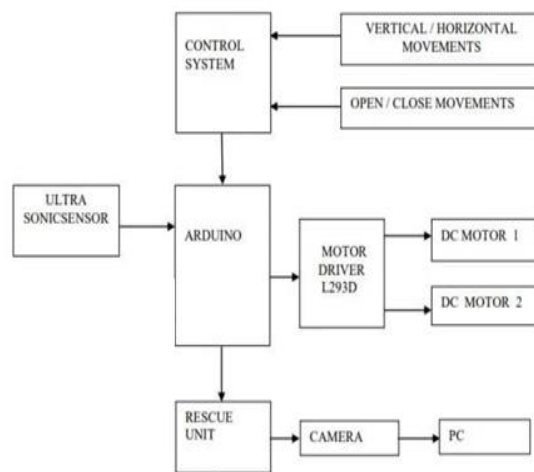 CONTROL
SYSTEM
VERTICAL / HORIZONTAL
MOVEMENTS
OPEN / CLOSE MOVEMENTS
ULTRA
SONICSENSOR
ARDUINO
MOTOR
DRIVER
L293D
DC MOTOR 1
DC MOTOR 2
RESCUE
UNIT
CAMERA
PC